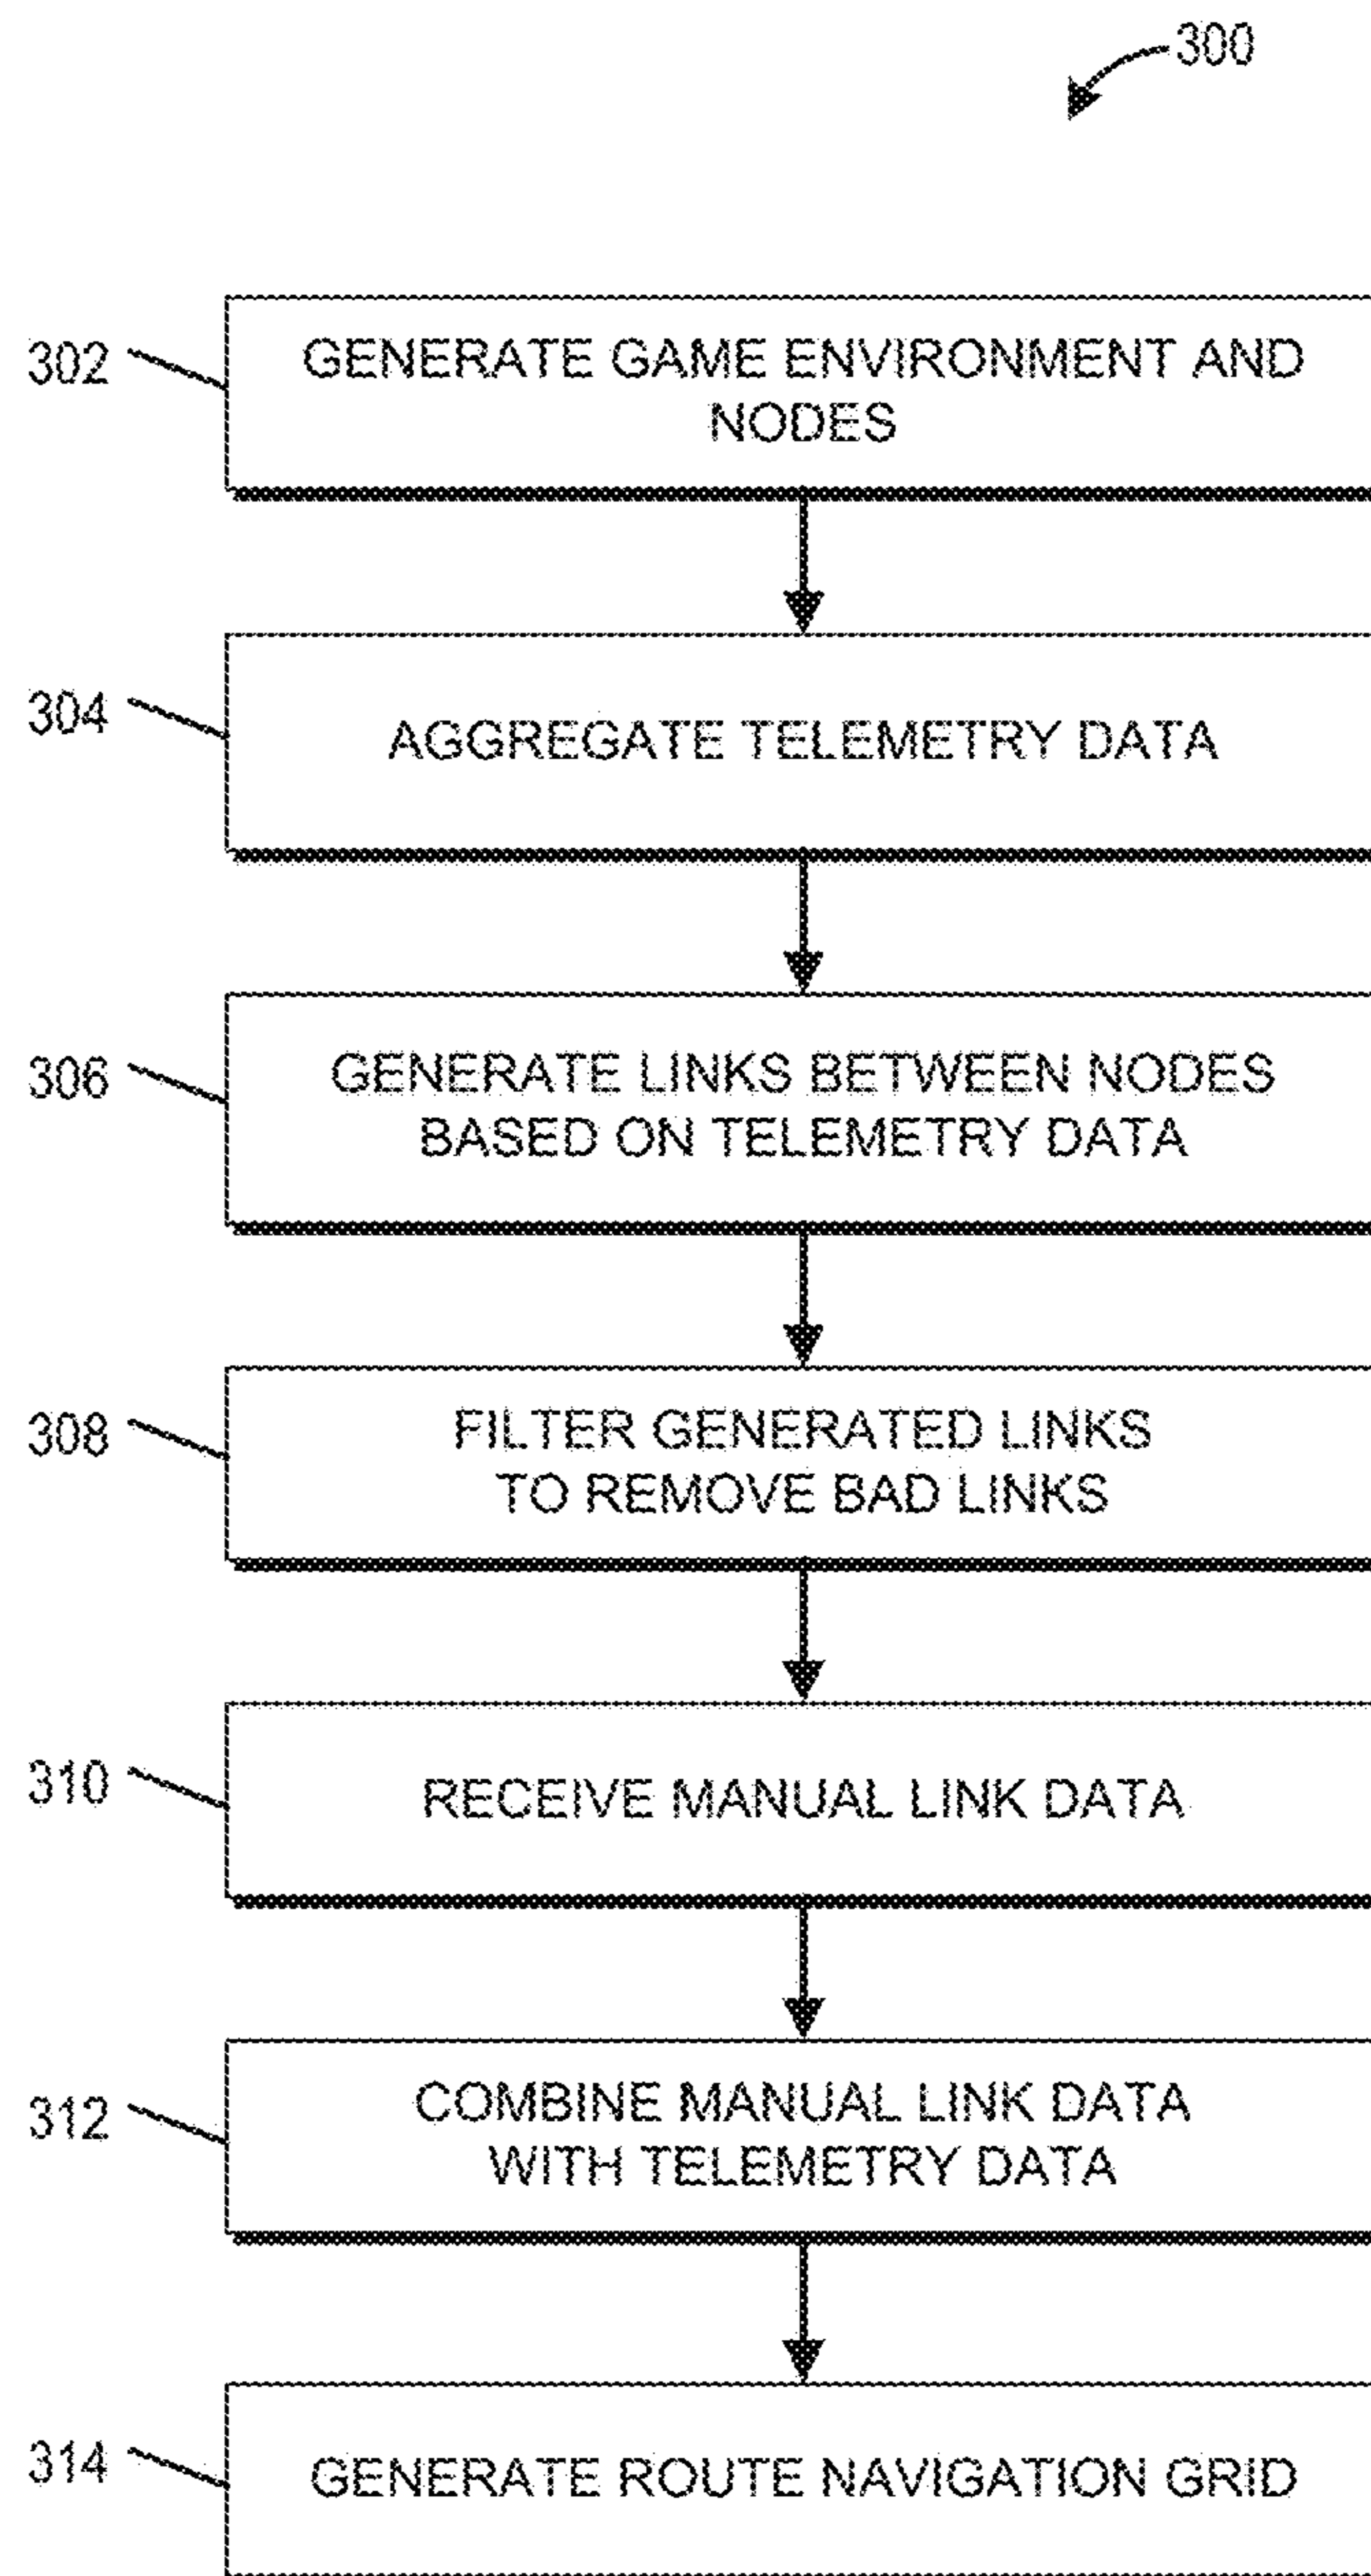 300
302
GENERATE GAME ENVIRONMENT AND
NODES
304
AGGREGATE TELEMETRY DATA
306
GENERATE LINKS BETWEEN NODES
BASED ON TELEMETRY DATA
308
FILTER GENERATED LINKS
TO REMOVE BAD LINKS
310
RECEIVE MANUAL LINK DATA
312
COMBINE MANUAL LINK DATA
WITH TELEMETRY DATA
314
GENERATE ROUTE NAVIGATION GRID